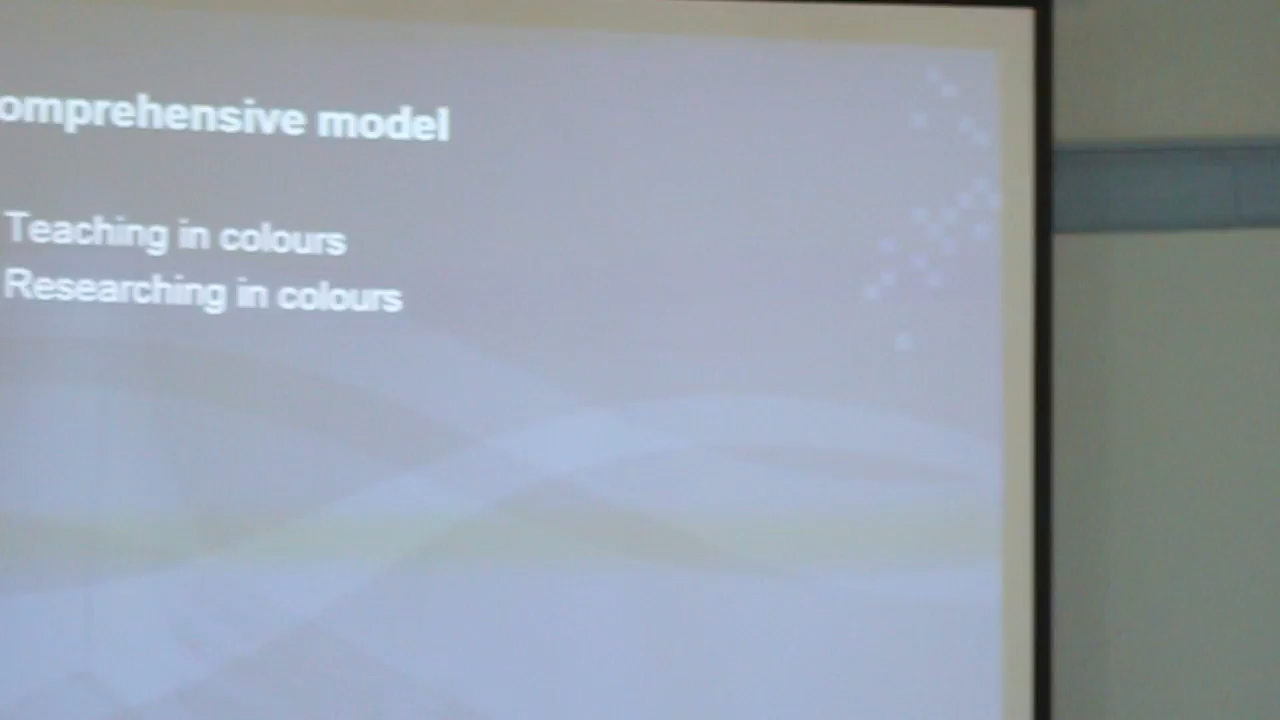 omprehensive model
Teaching in colours
Researching in colours